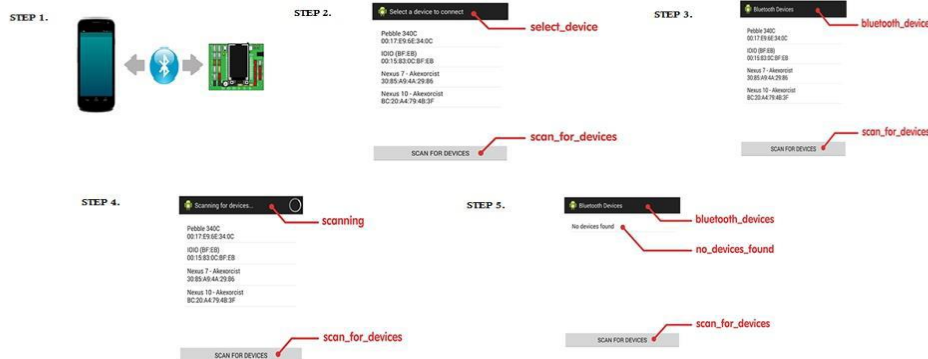 STEP 1.
STEP 2.
Select a device to connect
select_device
Pebble 340C
00:17:E9:6E:34:0C
IOIO (BF:EB)
00:15:83:0C:BF:EB
Nexus 7 - Akexorcist
30:85:A9:4A:29:86
Nexus 10 - Akexorcist
BC:20:A4:79:4B:3F
scan_for_devices
SCAN FOR DEVICES
STEP 3.
Bluetooth Devices
bluetooth_device
Pebble 340C
00:17:E9:6E:34:0C
IOIO (BF:EB)
00:15:83:0C:BF:EB
Nexus 7 - Akexorcist
30:85:A9:4A:29:86
Nexus 10 - Akexorcist
BC:20:A4:79:4B:3F
scan_for_devices
SCAN FOR DEVICES
STEP 4.
Scanning for devices...
scanning
Pebble 340C
00:17:E9:6E:34:0C
IOIO (BF:EB)
00:15:83:0C:BF:EB
Nexus 7 - Akexorcist
30:85:A9:4A:29:86
Nexus 10 - Akexorcist
BC:20:A4:79:4B:3F
scan_for_devices
SCAN FOR DEVICES
STEP 5.
Bluetooth Devices
bluetooth_devices
No devices found
no_devices_found
scan_for_devices
SCAN FOR DEVICES